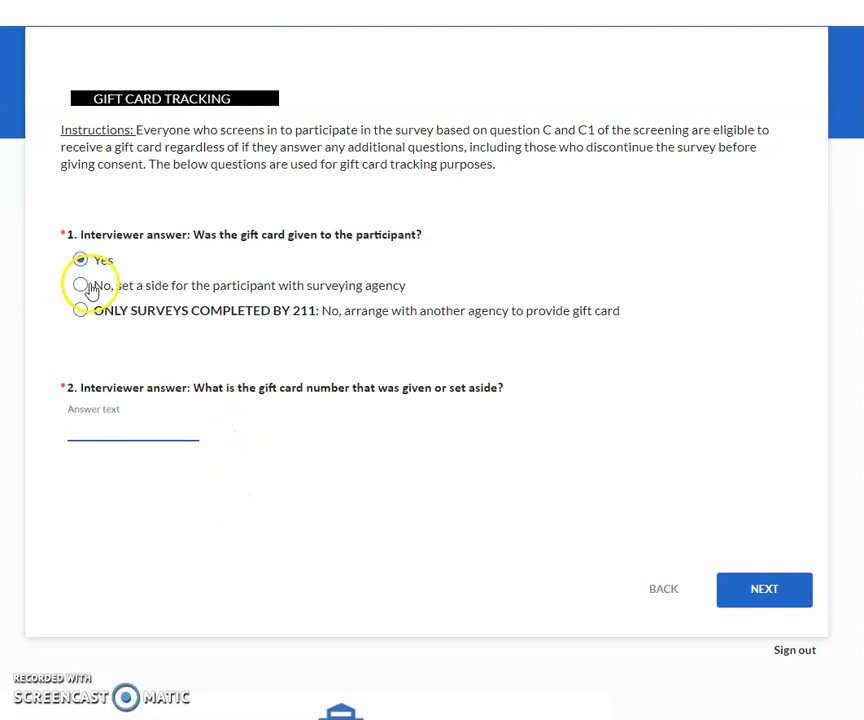 GIFT CARD TRACKING
Instructions: Everyone who screens in to participate in the survey based on question C and C1 of the screening are eligible to
receive a gift card regardless of if they answer any additional questions, including those who discontinue the survey before
giving consent. The below questions are used for gift card tracking purposes.
*1. Interviewer answer: Was the gift card given to the participant?
Yes
No, set a side for the participant with surveying agency
ONLY SURVEYS COMPLETED BY 211: No, arrange with another agency to provide gift card
*2. Interviewer answer: What is the gift card number that was given or set aside?
Answer text
BACK
NEXT
Sign out
RECORDED WITH
SCREENCAST MATIC